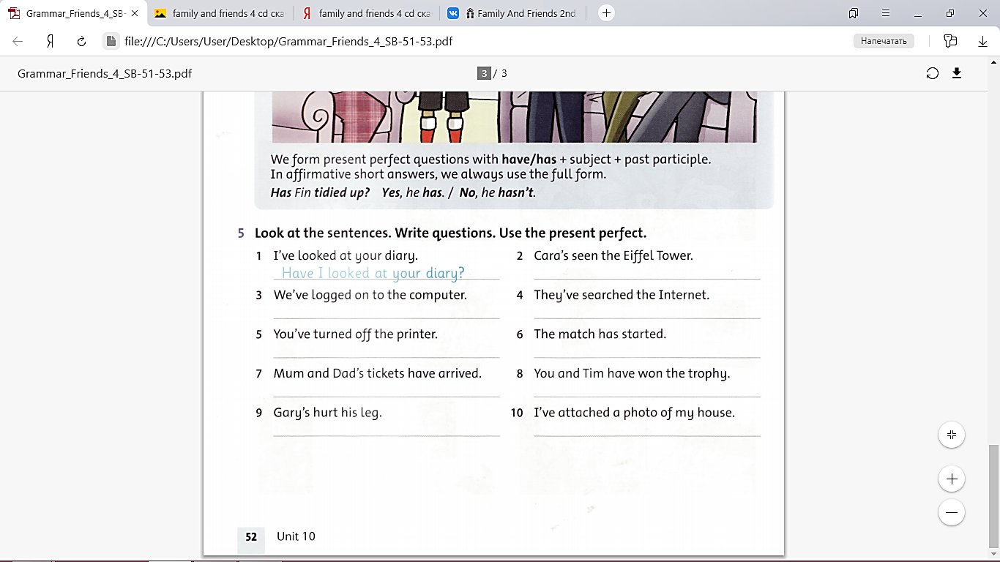 Grammar_Friends_4_SB-
family and friends 4 cd ска
family and friends 4 cd ска
Family And Friends 2nd
file:///C:/Users/User/Desktop/Grammar_Friends_4_SB-51-53.pdf
Напечатать
Grammar_Friends_4_SB-51-53.pdf
3 / 3
We form present perfect questions with have/has + subject + past participle.
In affirmative short answers, we always use the full form.
Has Fin tidied up? Yes, he has. / No, he hasn't.
5 Look at the sentences. Write questions. Use the present perfect.
1 I've looked at your diary.
Have I looked at your diary?
2 Cara's seen the Eiffel Tower.
3 We've logged on to the computer.
4 They've searched the Internet.
5 You've turned off the printer.
6 The match has started.
7 Mum and Dad's tickets have arrived.
8 You and Tim have won the trophy.
9 Gary's hurt his leg.
10 I've attached a photo of my house.
52 Unit 10